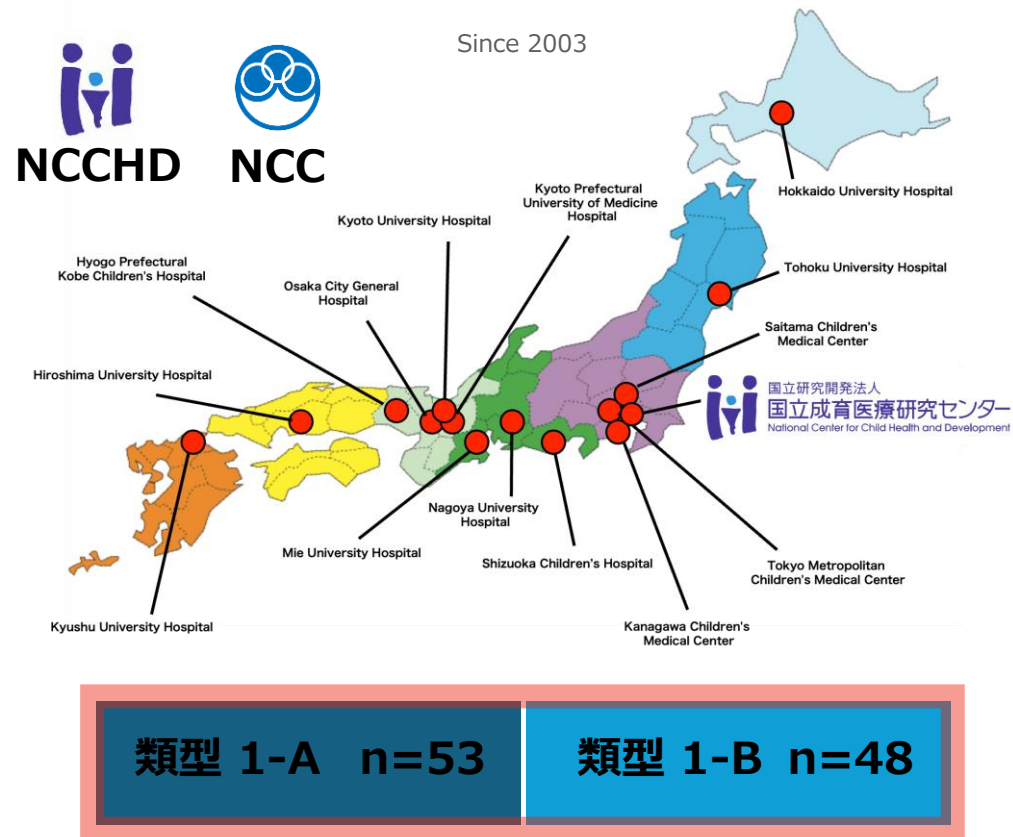 Since 2003
NCCHD
NCC
Hokkaido University Hospital
Kyoto Prefectural
University of Medicine
Hospital
Kyoto University Hospital
Hyogo Prefectural
Kobe Children's Hospital
Osaka City General
Hospital
Tohoku University Hospital
Saitama Children's
Medical Center
Hiroshima University Hospital
国立研究開発法人
国立成育医療研究センター
National Center for Child Health and Development
Nagoya University
Hospital
Mie University Hospital
Shizuoka Children's Hospital
Tokyo Metropolitan
Children's Medical Center
Kyushu University Hospital
Kanagawa Children's
Medical Center
類型 1-A n=53
類型 1-B n=48